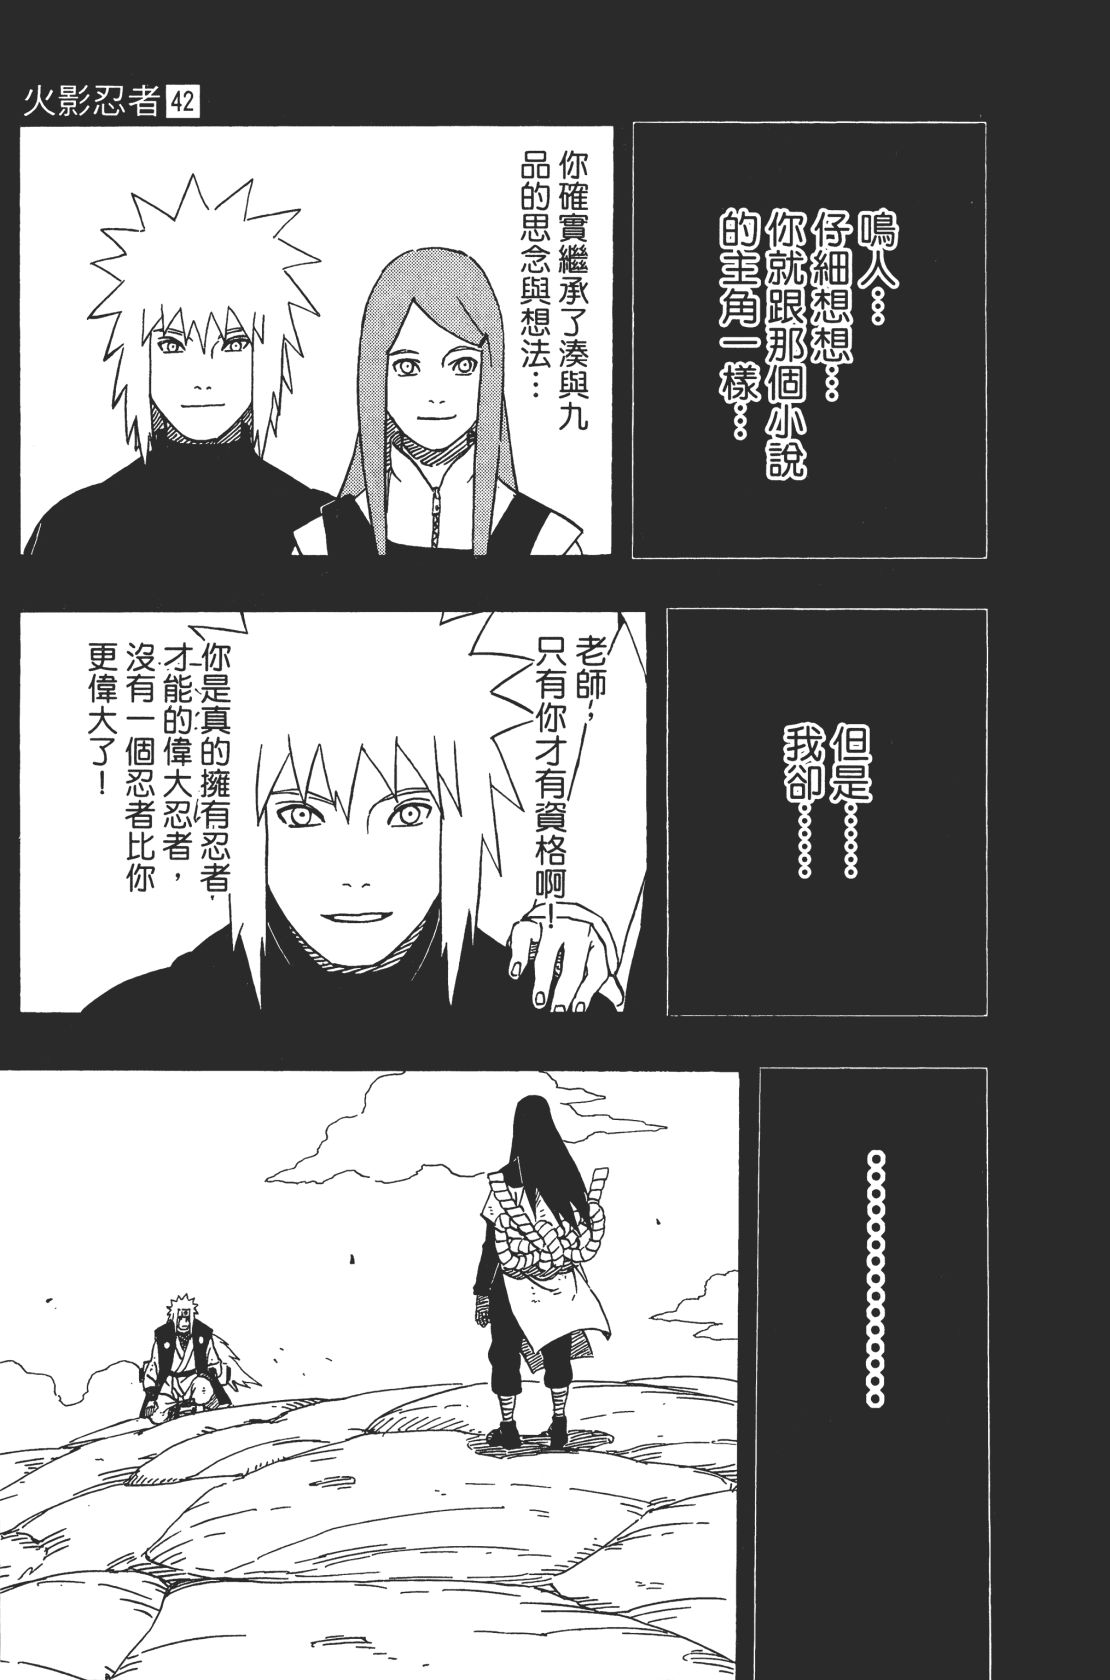 火影忍者42
鳴人…
仔細想想…
你就跟那個小說
的主角一樣…
你確實繼承了湊與九
品的思念與想法…
但是………
我卻………
老師，
只有你才有資格啊！
你是真的擁有忍者
才能的偉大忍者，
沒有一個忍者比你
更偉大了！
………………